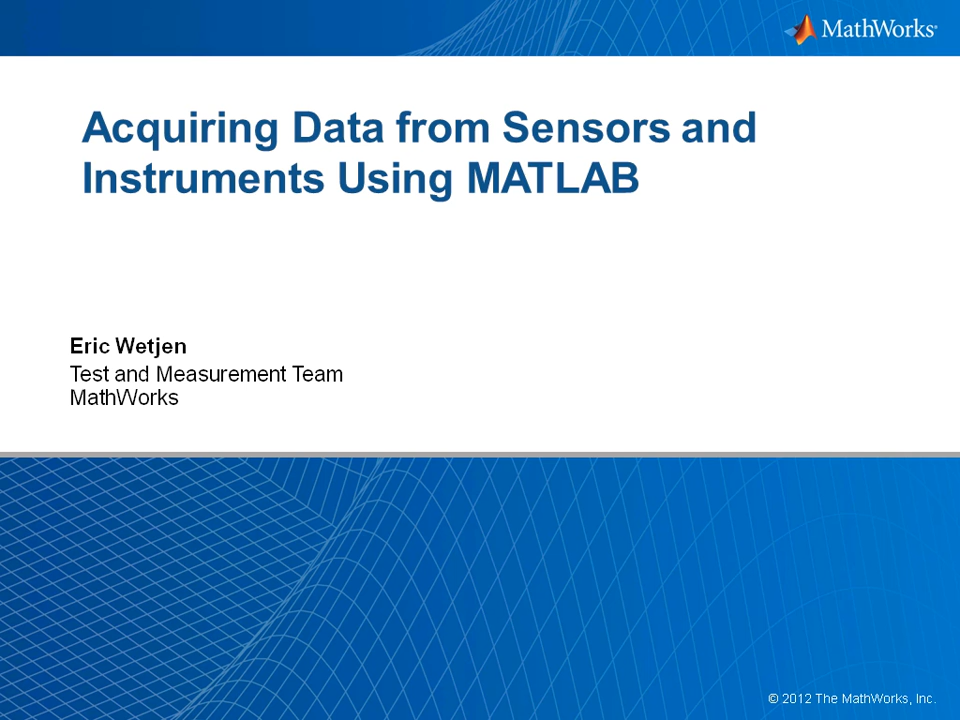 MathWorks®
Acquiring Data from Sensors and
Instruments Using MATLAB
Eric Wetjen
Test and Measurement Team
MathWorks
© 2012 The MathWorks, Inc.